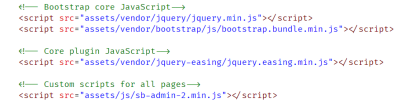 <!-- Bootstrap core JavaScript-->
<script src="assets/vendor/jquery/jquery.min.js"></script>
<script src="assets/vendor/bootstrap/js/bootstrap.bundle.min.js"></script>
<!-- Core plugin JavaScript-->
<script src="assets/vendor/jquery-easing/jquery.easing.min.js"></script>
<!-- Custom scripts for all pages-->
<script src="assets/js/sb-admin-2.min.js"></script>